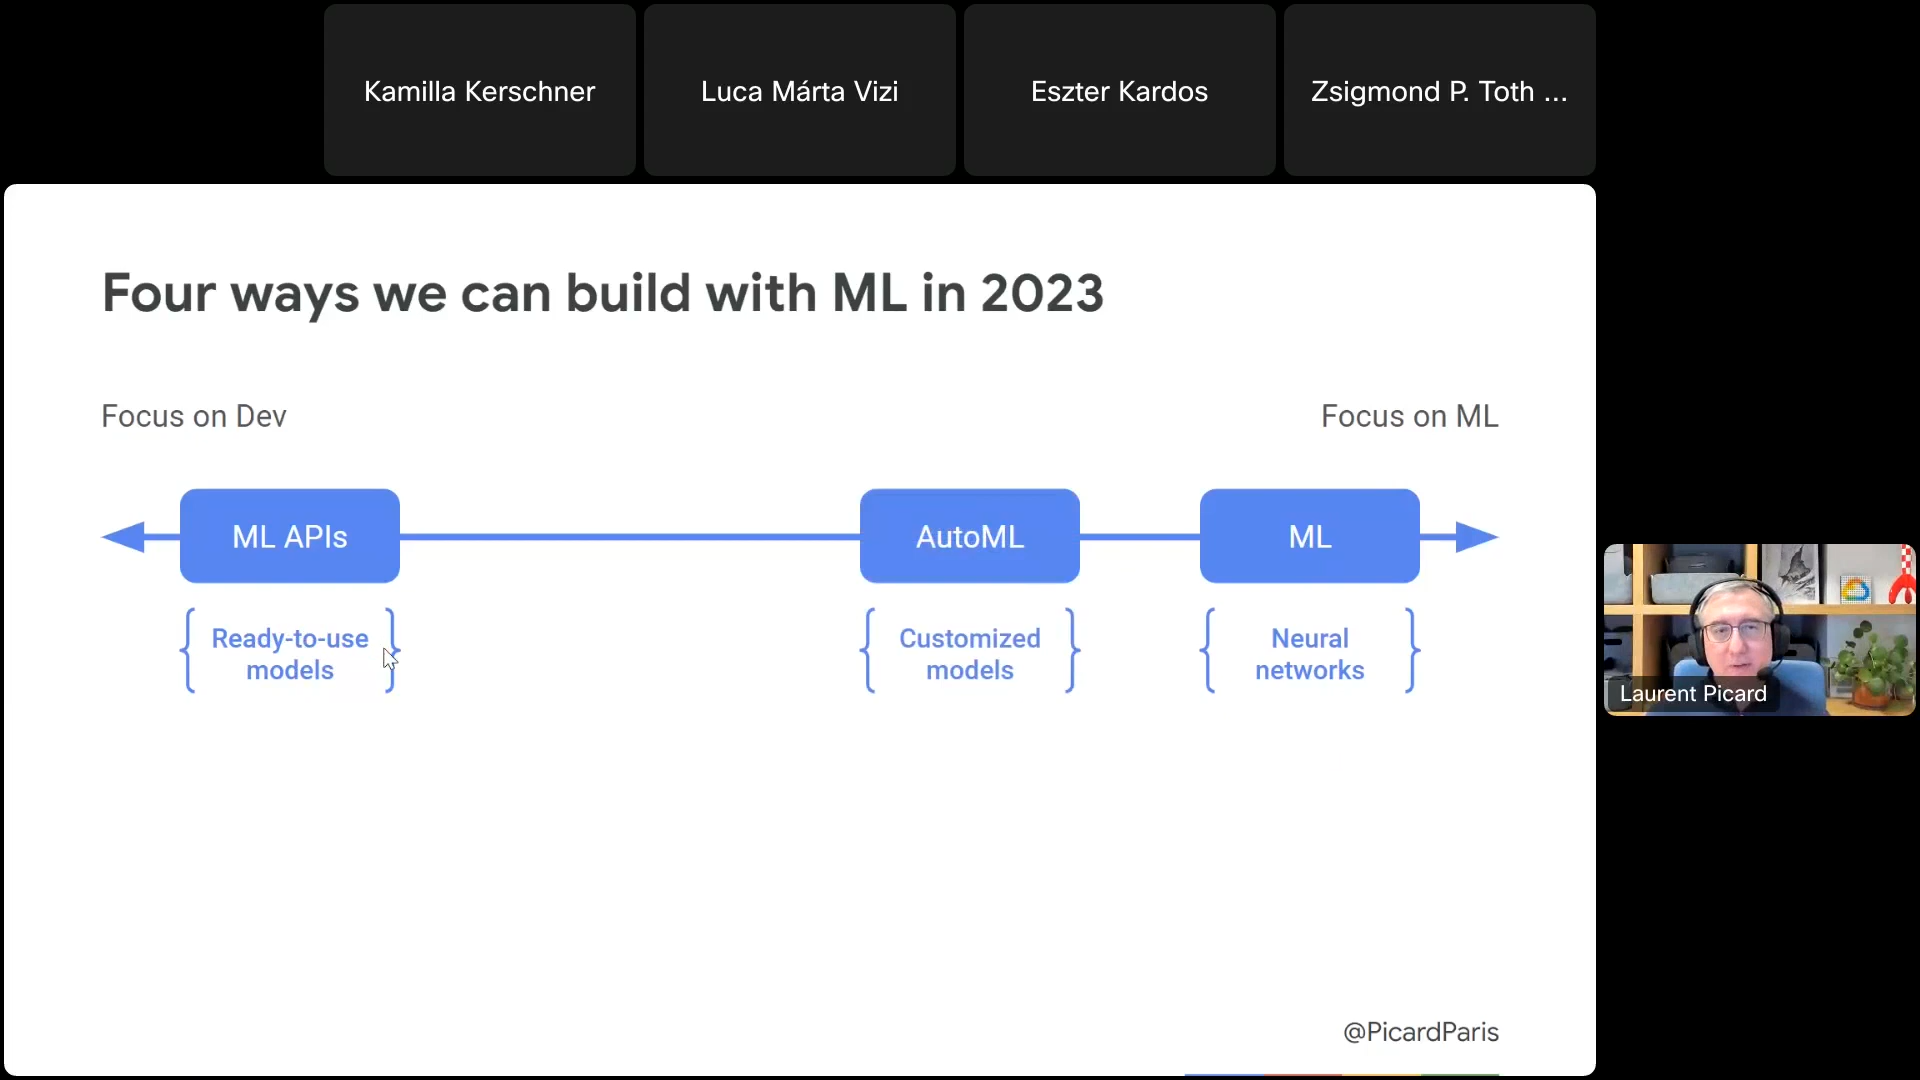 Kamilla Kerschner
Luca Márta Vizi
Eszter Kardos
Zsigmond P. Toth ...
Four ways we can build with ML in 2023
Focus on Dev
Focus on ML
ML APIs
AutoML
ML
Ready-to-use
models
Customized
models
Neural
networks
Laurent Picard
@PicardParis